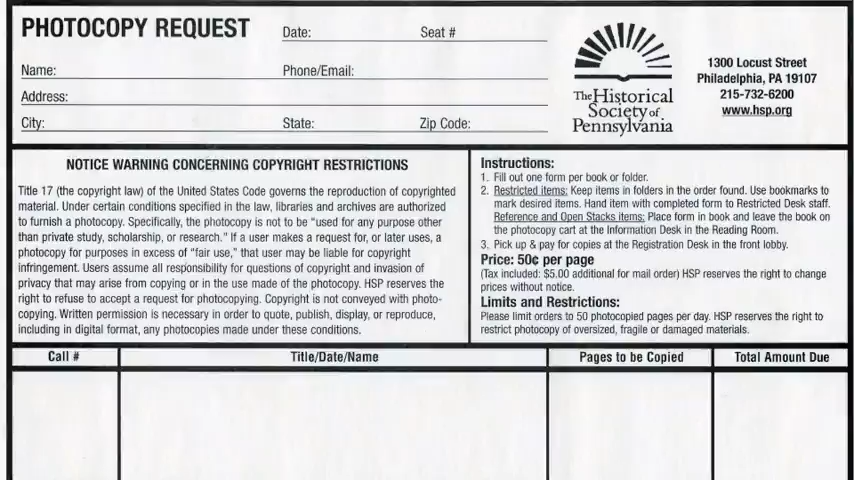 PHOTOCOPY REQUEST
Date: Seat #
Name: Phone/Email:
Address:
City: State: Zip Code:
The Historical
Society of
Pennsylvania
1300 Locust Street
Philadelphia, PA 19107
215-732-6200
www.hsp.org
NOTICE WARNING CONCERNING COPYRIGHT RESTRICTIONS
Title 17 (the copyright law) of the United States Code governs the reproduction of copyrighted
material. Under certain conditions specified in the law, libraries and archives are authorized
to furnish a photocopy. Specifically, the photocopy is not to be “used for any purpose other
than private study, scholarship, or research.” If a user makes a request for, or later uses, a
photocopy for purposes in excess of “fair use,” that user may be liable for copyright
infringement. Users assume all responsibility for questions of copyright and invasion of
privacy that may arise from copying or in the use made of the photocopy. HSP reserves the
right to refuse to accept a request for photocopying. Copyright is not conveyed with photo-
copying. Written permission is necessary in order to quote, publish, display, or reproduce,
including in digital format, any photocopies made under these conditions.
Instructions:
1. Fill out one form per book or folder.
2. Restricted items: Keep items in folders in the order found. Use bookmarks to
mark desired items. Hand item with completed form to Restricted Desk staff.
Reference and Open Stacks items: Place form in book and leave the book on
the photocopy cart at the Information Desk in the Reading Room.
3. Pick up & pay for copies at the Registration Desk in the front lobby.
Price: 50¢ per page
(Tax included: $5.00 additional for mail order) HSP reserves the right to change
prices without notice.
Limits and Restrictions:
Please limit orders to 50 photocopied pages per day. HSP reserves the right to
restrict photocopy of oversized, fragile or damaged materials.
Call # Title/Date/Name Pages to be Copied Total Amount Due